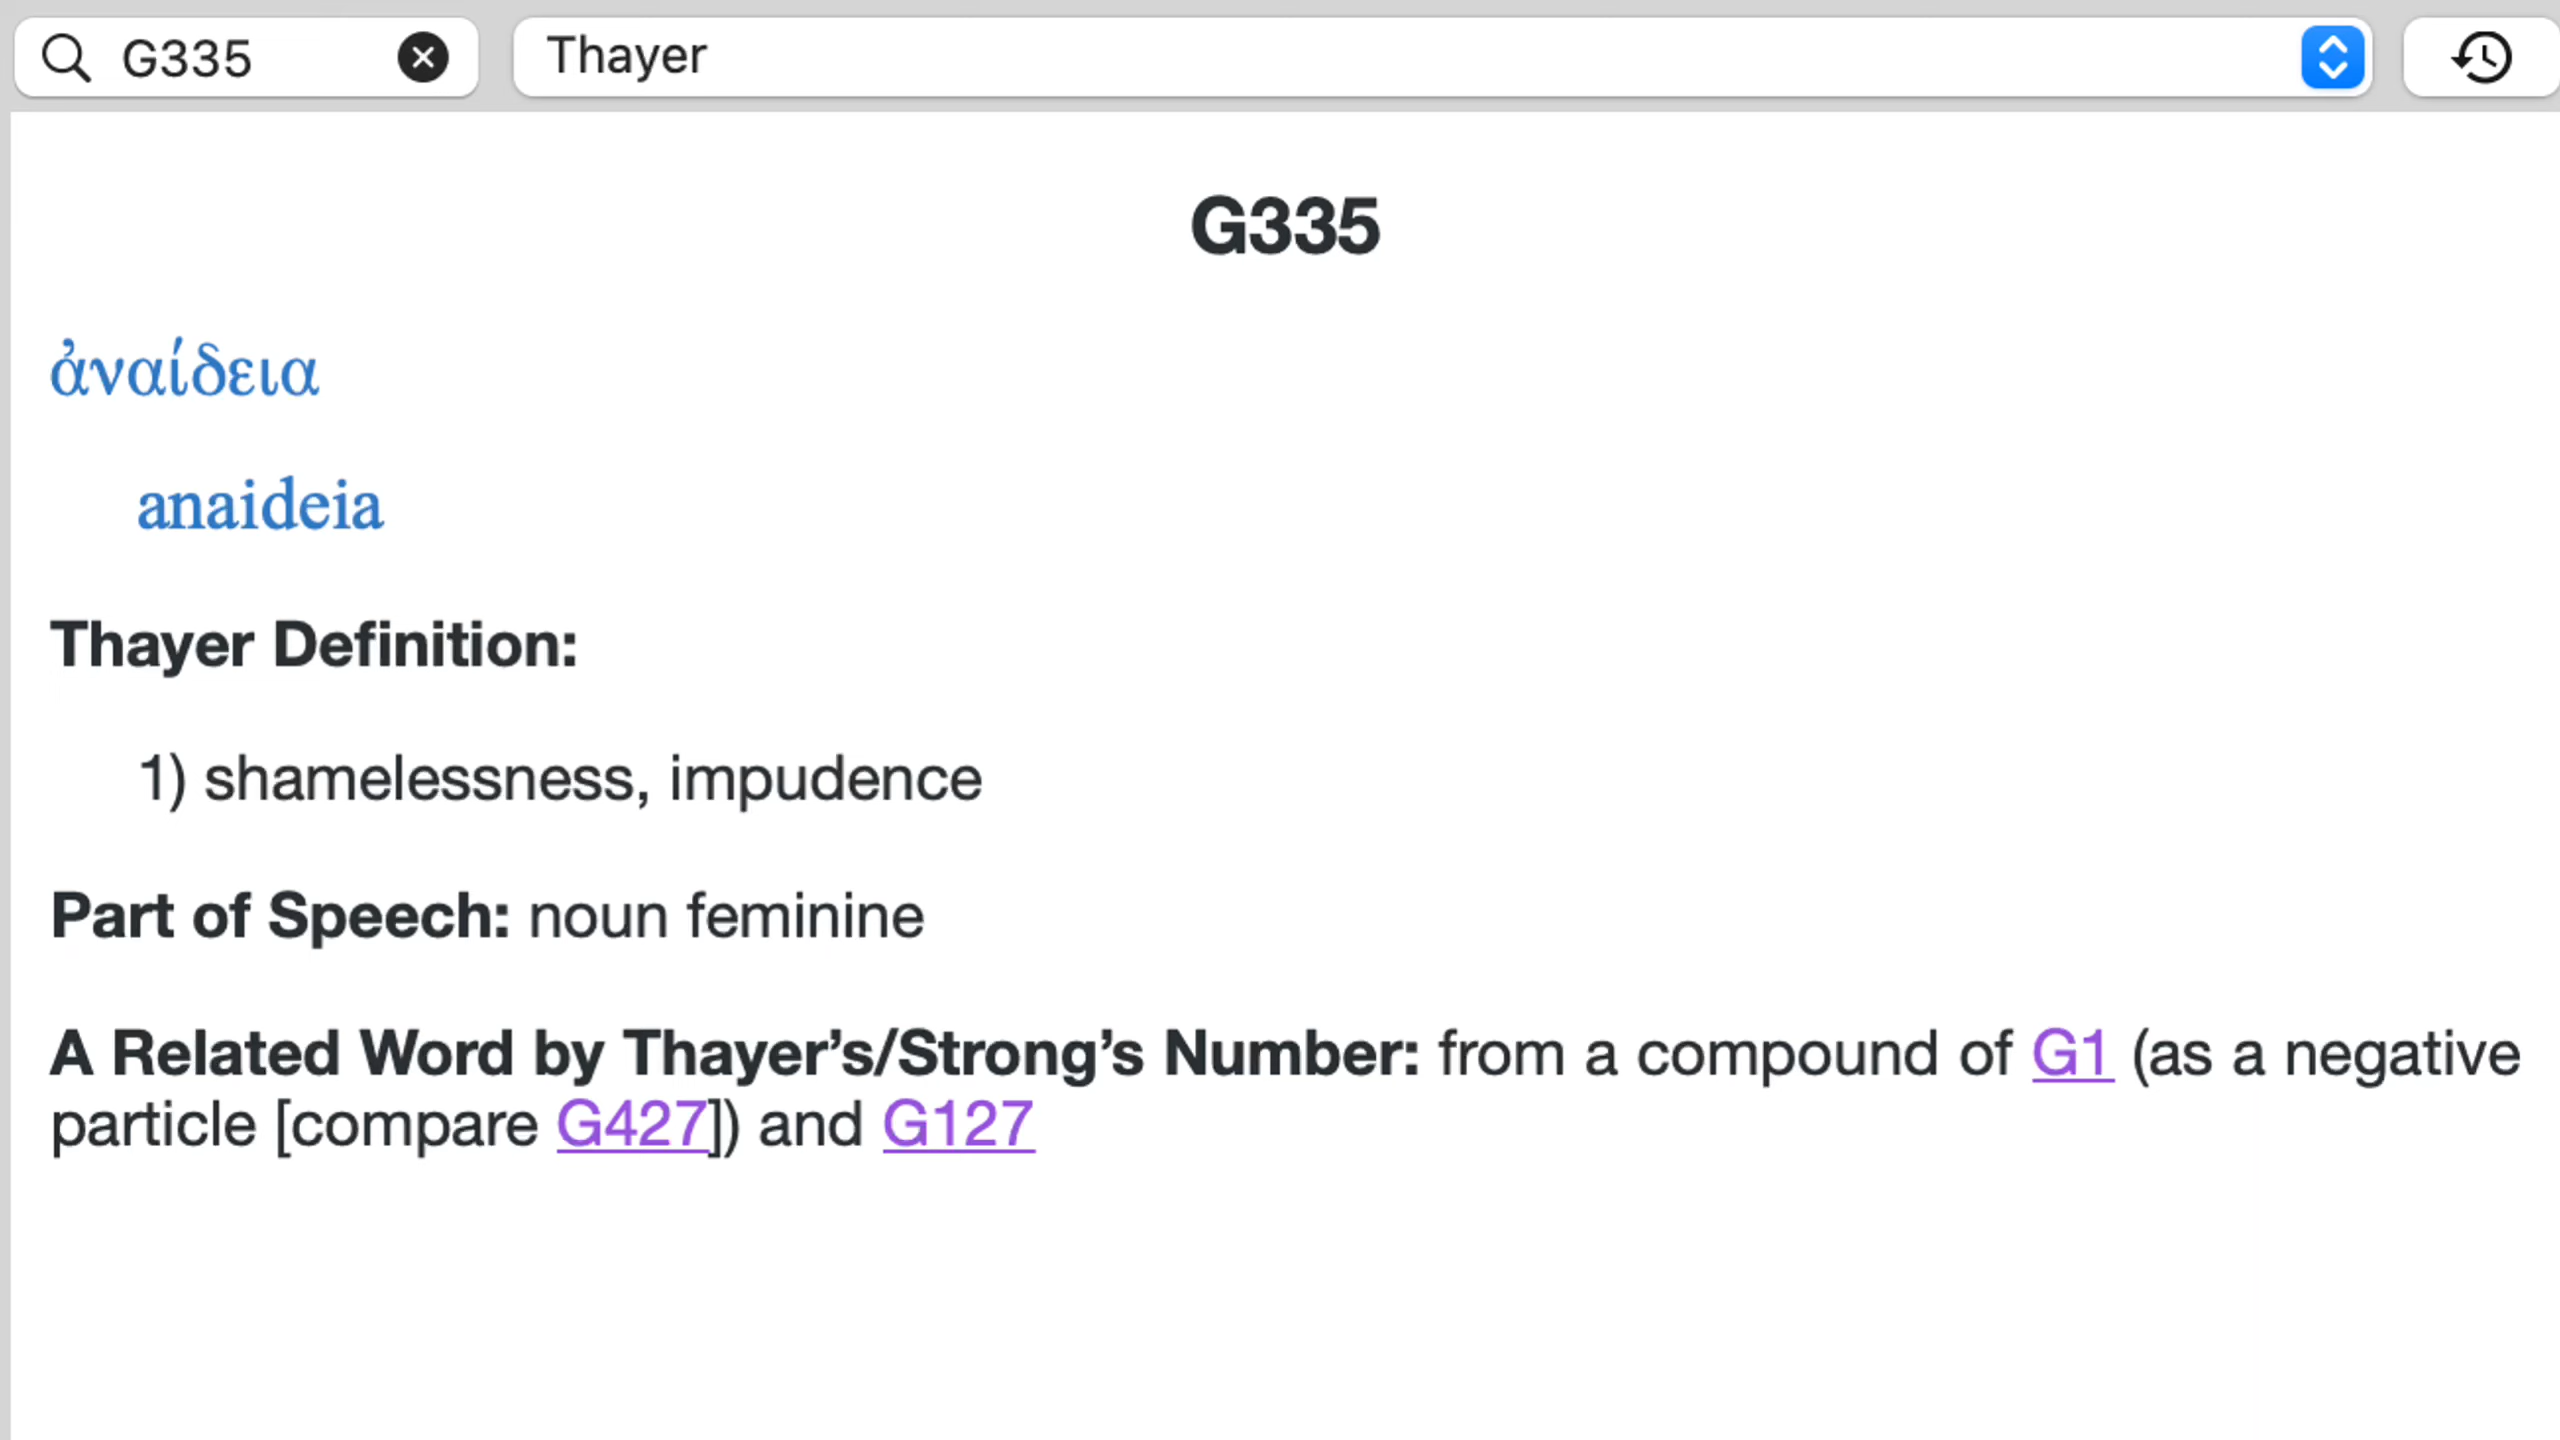 G335
Thayer
G335
ἀναίδεια
anaideia
Thayer Definition:
1) shamelessness, impudence
Part of Speech: noun feminine
A Related Word by Thayer’s/Strong’s Number: from a compound of G1 (as a negative
particle [compare G427]) and G127